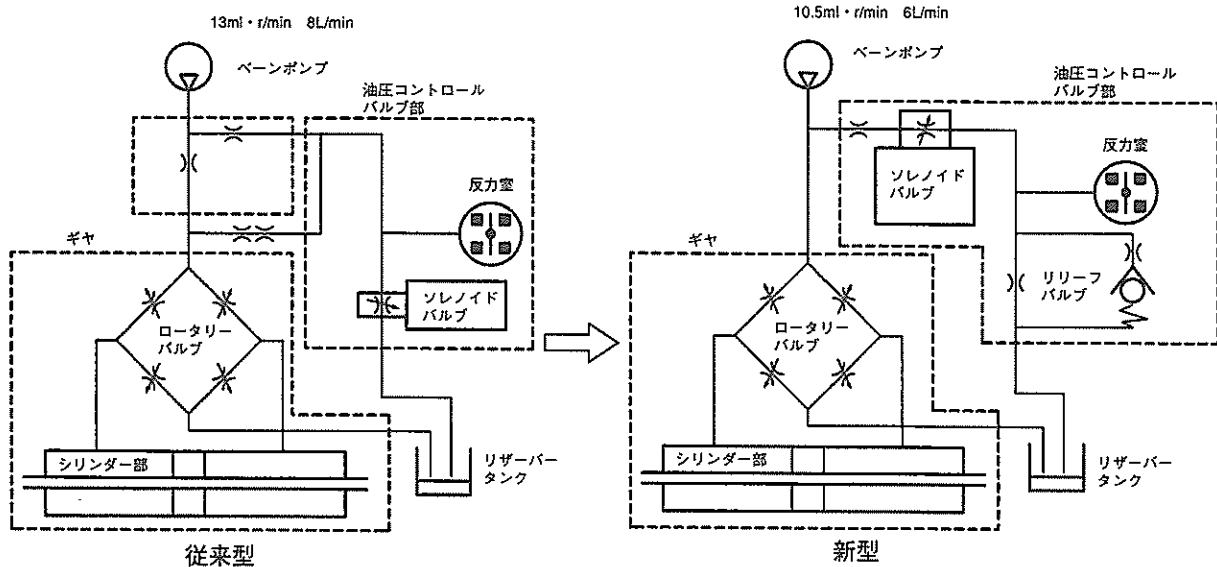 13ml・r/min 8L/min
ベーンポンプ
油圧コントロール
バルブ部
反力室
ギヤ
ソレノイド
バルブ
ロータリー
バルブ
シリンダー部
リザーバー
タンク
従来型
10.5ml・r/min 6L/min
ベーンポンプ
油圧コントロール
バルブ部
反力室
ソレノイド
バルブ
ギヤ
リリーフ
バルブ
ロータリー
バルブ
シリンダー部
リザーバー
タンク
新型